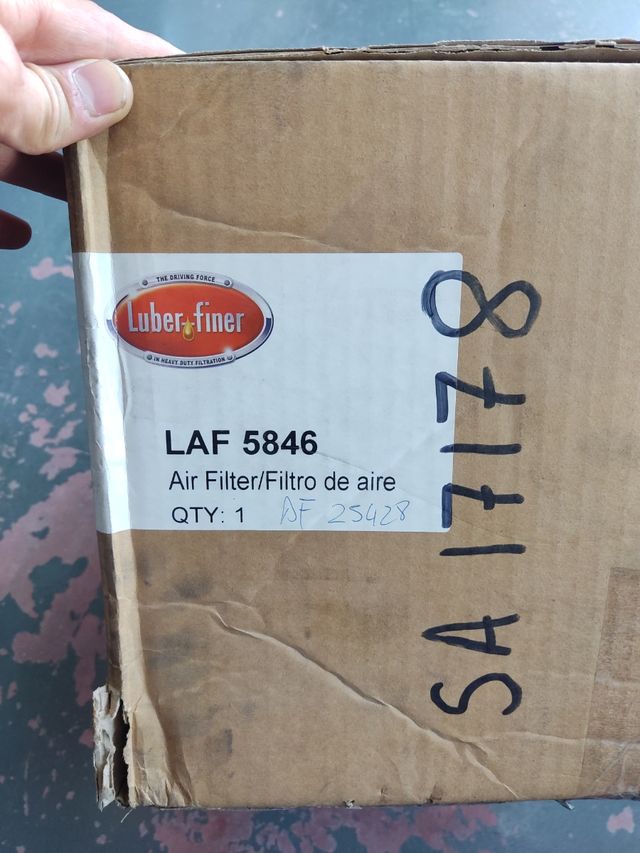 THE DRIVING FORCE
Luber-finer
IN HEAVY DUTY FILTRATION
LAF 5846
Air Filter/Filtro de aire
QTY: 1 AF 25428
SA 17178